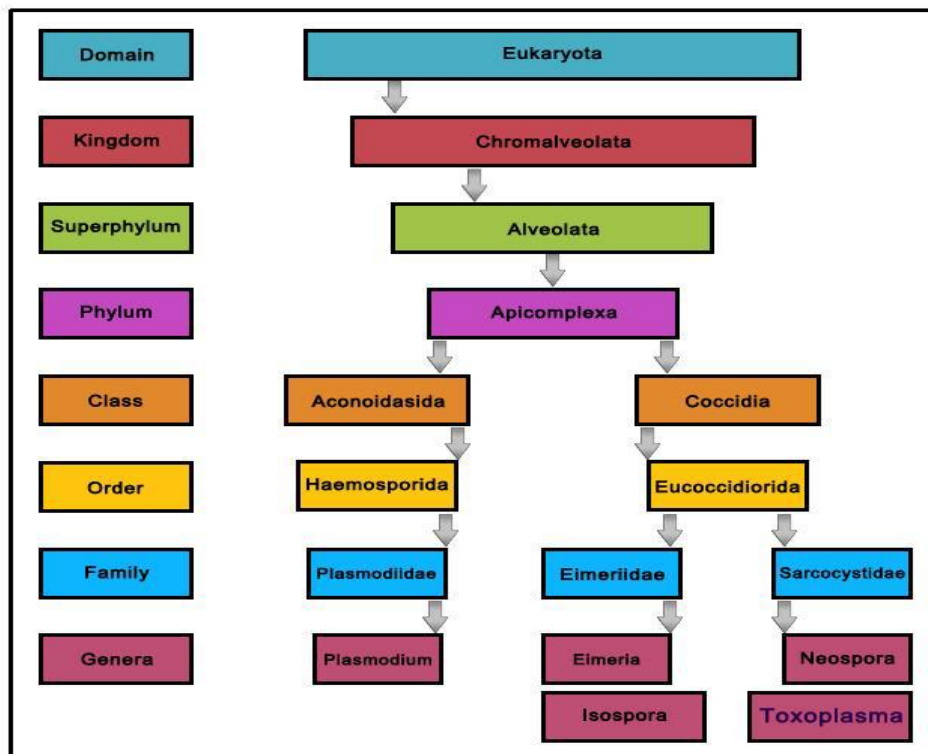 Domain
Eukaryota
Kingdom
Chromalveolata
Superphylum
Alveolata
Phylum
Apicomplexa
Class
Aconoidasida
Coccidia
Order
Haemosporida
Eucoccidiorida
Family
Plasmodiidae
Eimeriidae
Sarcocystidae
Genera
Plasmodium
Eimeria
Neospora
Isospora
Toxoplasma